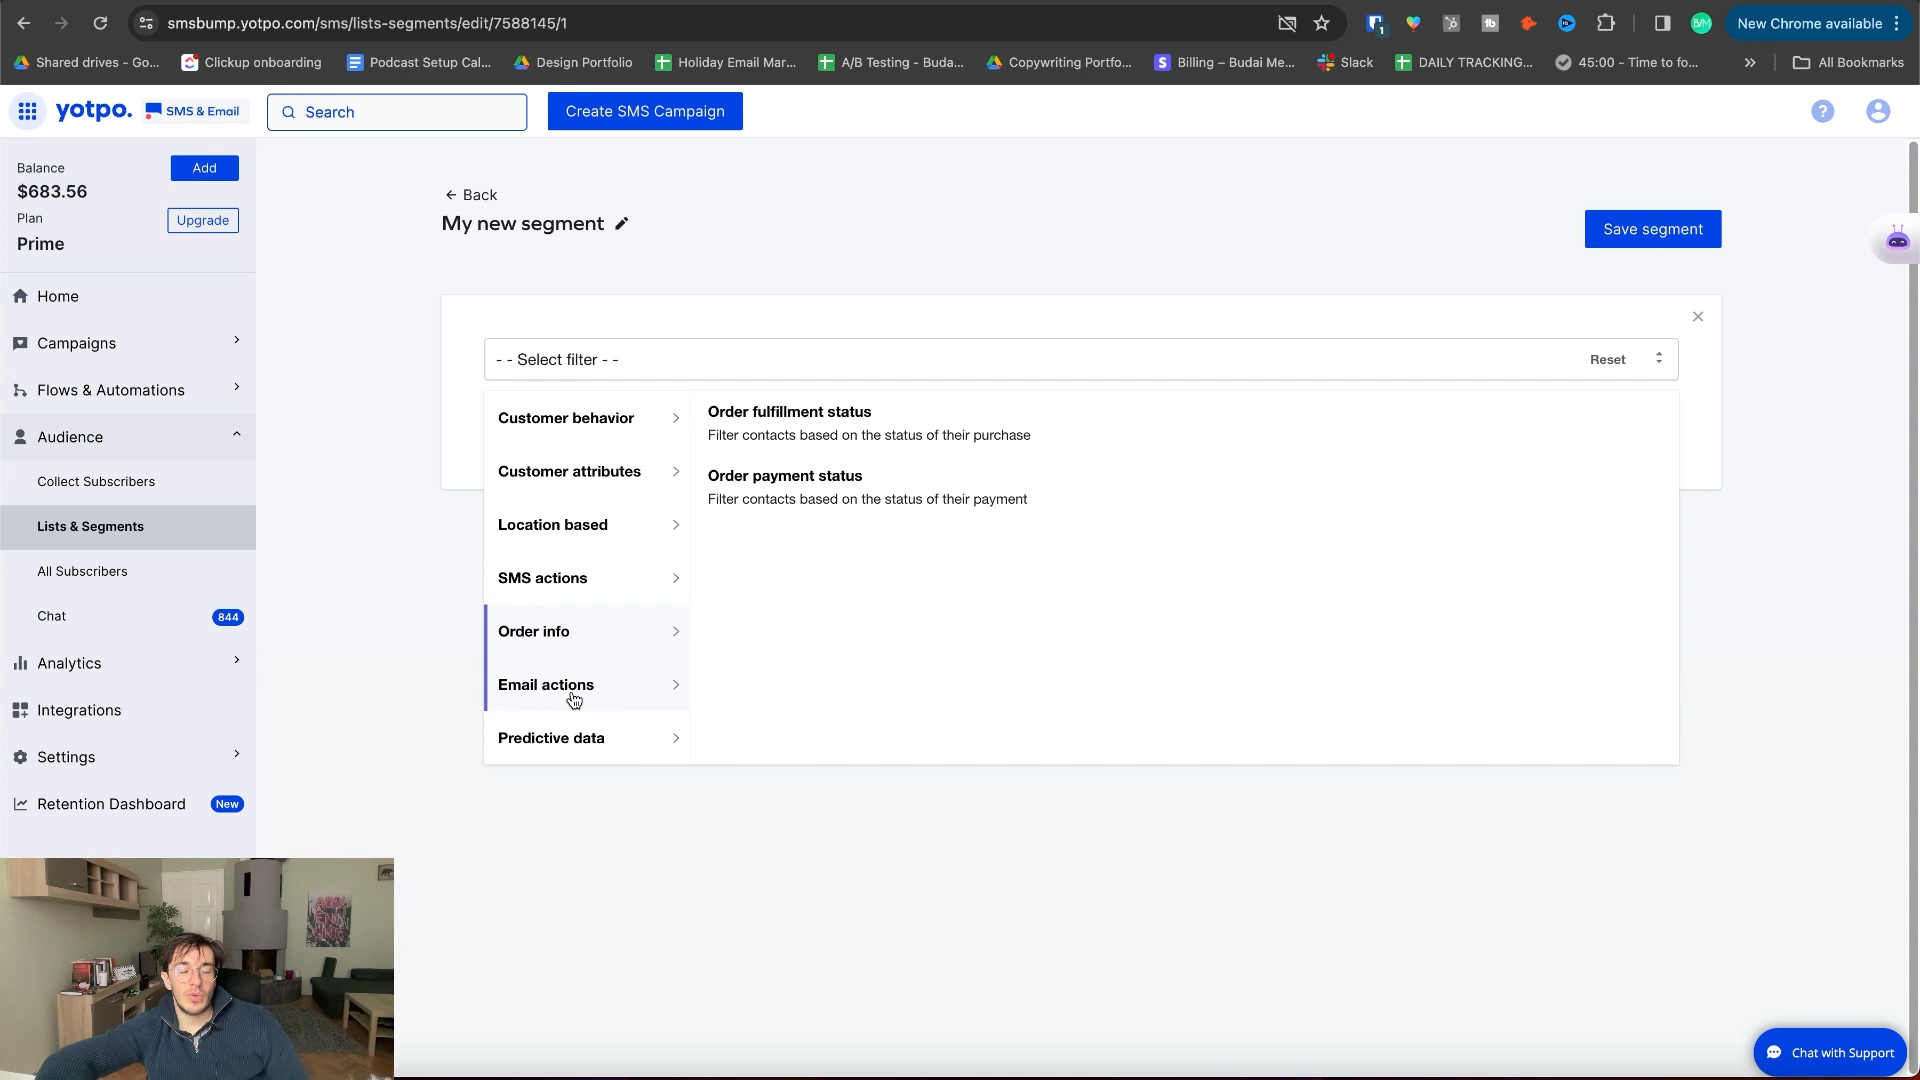 smsbump.yotpo.com/sms/lists-segments/edit/7588145/1
1
New Chrome available
Shared drives - Go...
Clickup onboarding
Podcast Setup Cal...
Design Portfolio
Holiday Email Mar...
A/B Testing - Buda...
Copywriting Portfo...
Billing – Budai Me...
Slack
DAILY TRACKING...
45:00 - Time to fo...
All Bookmarks
yotpo.
SMS & Email
Search
Create SMS Campaign
?
Balance
Add
$683.56
Plan
Upgrade
Prime
Home
Campaigns
Flows & Automations
Audience
Collect Subscribers
Lists & Segments
All Subscribers
Chat
844
Analytics
Integrations
Settings
Retention Dashboard
New
Back
My new segment
Save segment
- - Select filter - -
Reset
Customer behavior
Customer attributes
Location based
SMS actions
Order info
Email actions
Predictive data
Order fulfillment status
Filter contacts based on the status of their purchase
Order payment status
Filter contacts based on the status of their payment
Chat with Support